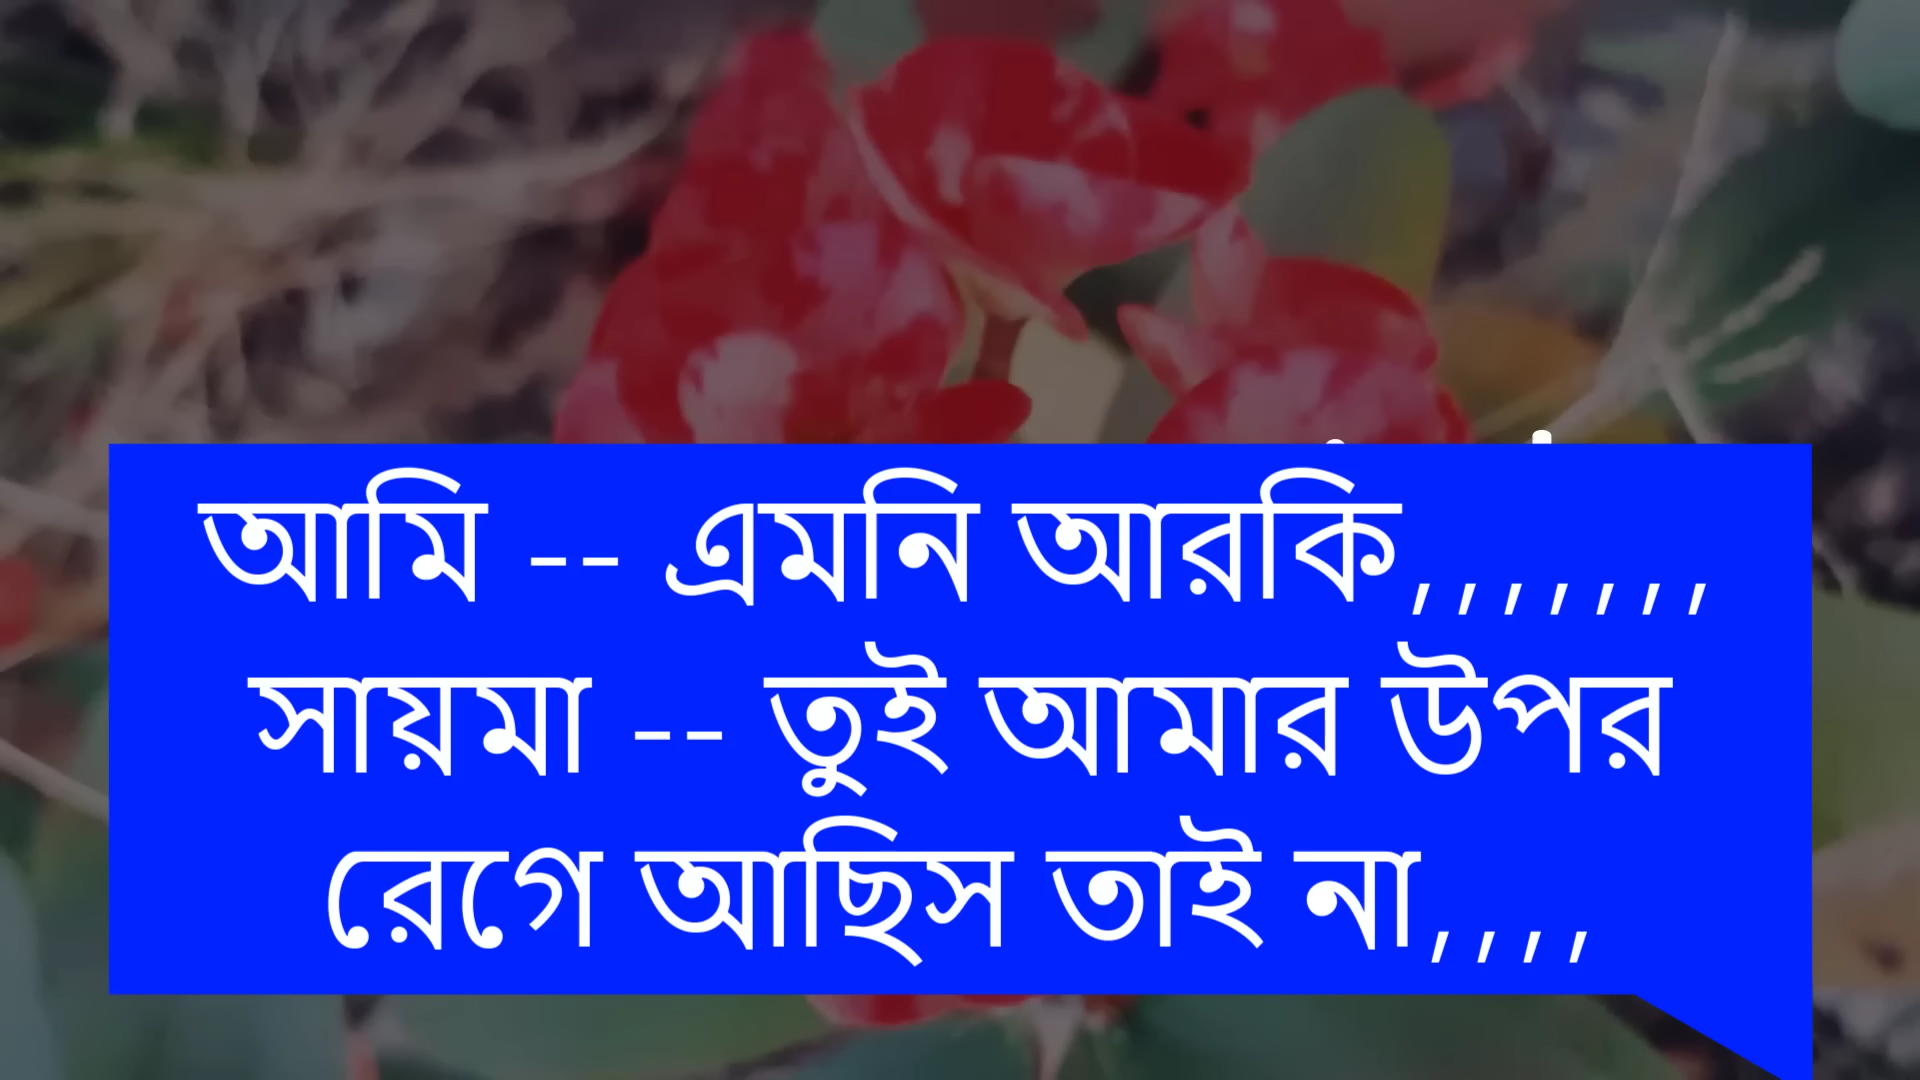 আমি -- এমনি আরকি,,,,,,,
সায়মা -- তুই আমার উপর
রেগে আছিস তাই না,,,,